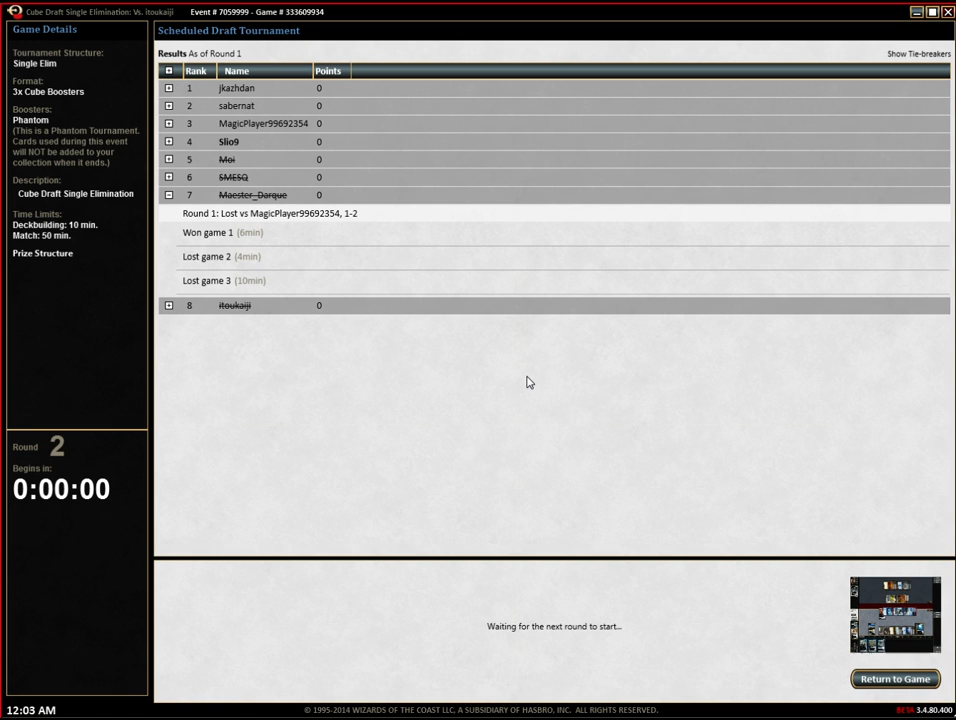 Cube Draft Single Elimination: Vs. itoukaiji Event # 7059999 - Game # 333609934
Game Details
Tournament Structure:
Single Elim
Format:
3x Cube Boosters
Boosters:
Phantom
(This is a Phantom Tournament.
Cards used during this event
will NOT be added to your
collection when it ends.)
Description:
Cube Draft Single Elimination
Time Limits:
Deckbuilding: 10 min.
Match: 50 min.
Prize Structure
Round 2
Begins in:
0:00:00
Scheduled Draft Tournament
Results As of Round 1 Show Tie-breakers
Rank Name Points
1 jkazhdan 0
2 sabernat 0
3 MagicPlayer99692354 0
4 Slio9 0
5 Moi 0
6 SMESQ 0
7 Maester_Darque 0
Round 1: Lost vs MagicPlayer99692354, 1-2
Won game 1 (6min)
Lost game 2 (4min)
Lost game 3 (10min)
8 itoukaiji 0
Waiting for the next round to start...
Return to Game
12:03 AM © 1995-2014 WIZARDS OF THE COAST LLC, A SUBSIDIARY OF HASBRO, INC. ALL RIGHTS RESERVED. BETA 3.4.80.400